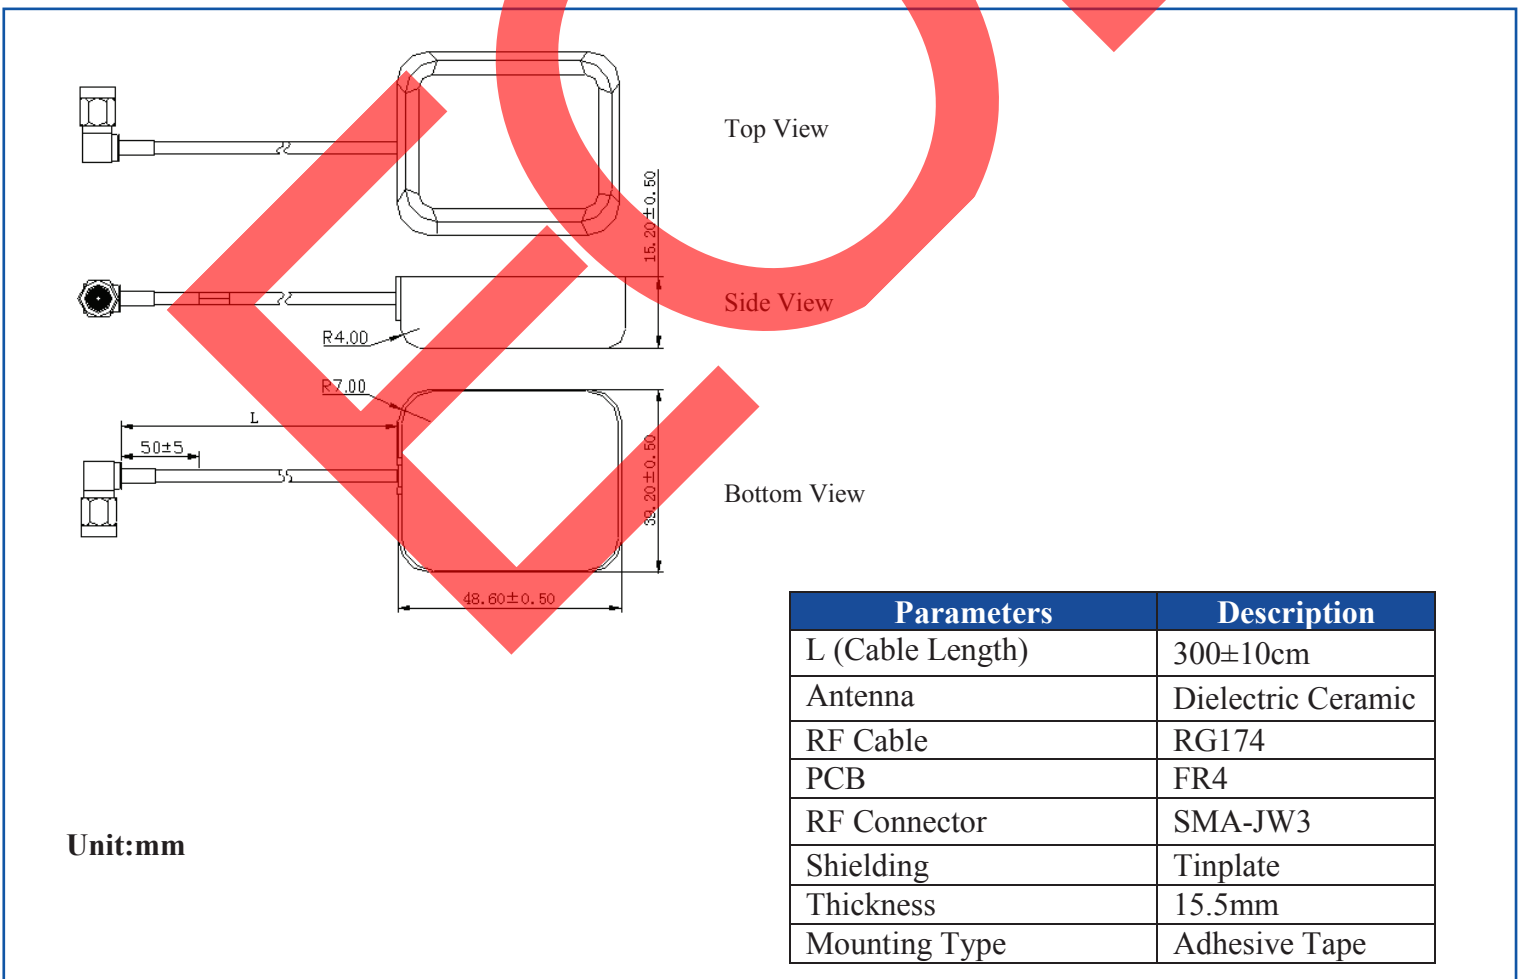 Top View
15.20±0.50
Side View
R4.00
R7.00
L
50±5
39.20±0.50
Bottom View
48.60±0.50
Parameters Description
L (Cable Length) 300±10cm
Antenna Dielectric Ceramic
RF Cable RG174
PCB FR4
RF Connector SMA-JW3
Shielding Tinplate
Thickness 15.5mm
Mounting Type Adhesive Tape
Unit:mm